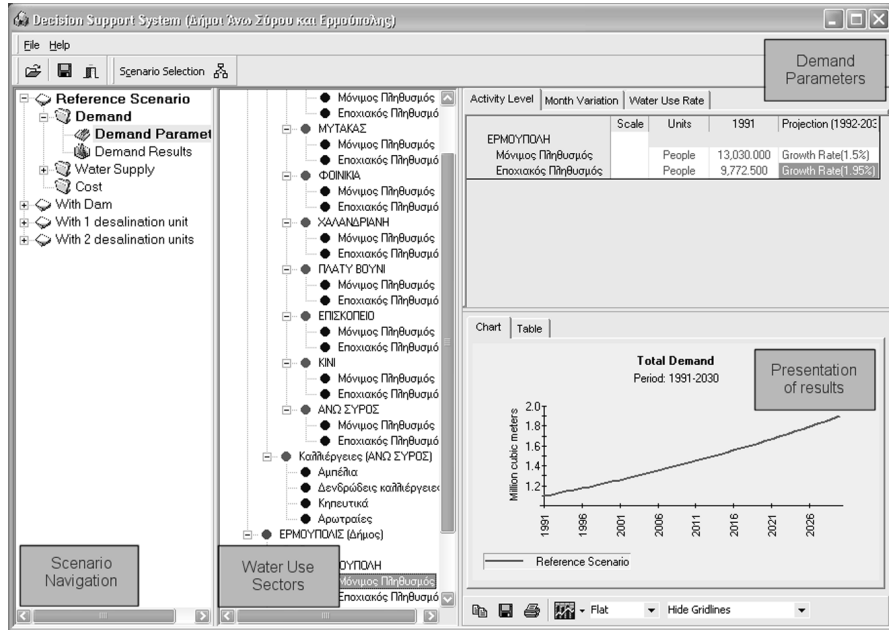 Decision Support System (Δήμοι Άνω Σύρου και Ερμούπολης)
File Help
Scenario Selection
Demand
Parameters
Reference Scenario
Demand
Demand Paramet
Demand Results
Water Supply
Cost
With Dam
With 1 desalination unit
With 2 desalination units
Scenario
Navigation
Μόνιμος Πληθυσμός
Εποχιακός Πληθυσμό
ΜΥΤΑΚΑΣ
Μόνιμος Πληθυσμός
Εποχιακός Πληθυσμό
ΦΟΙΝΙΚΙΑ
Μόνιμος Πληθυσμός
Εποχιακός Πληθυσμό
ΧΑΛΑΝΔΡΙΑΝΗ
Μόνιμος Πληθυσμός
Εποχιακός Πληθυσμό
ΠΛΑΤΥ ΒΟΥΝΙ
Μόνιμος Πληθυσμός
Εποχιακός Πληθυσμό
ΕΠΙΣΚΟΠΕΙΟ
Μόνιμος Πληθυσμός
Εποχιακός Πληθυσμό
ΚΙΝΙ
Μόνιμος Πληθυσμός
Εποχιακός Πληθυσμό
ΑΝΩ ΣΥΡΟΣ
Μόνιμος Πληθυσμός
Εποχιακός Πληθυσμό
Καλλιέργειες (ΑΝΩ ΣΥΡΟΣ)
Αμπέλια
Δενδρώδεις καλλιέργειες
Κηπευτικά
Αρωτραίες
ΕΡΜΟΥΠΟΛΙΣ (Δήμος)
ΟΥΠΟΛΗ
Μόνιμος Πληθυσμός
Εποχιακός Πληθυσμό
Water Use
Sectors
Activity Level Month Variation Water Use Rate
Scale Units 1991 Projection (1992-203
ΕΡΜΟΥΠΟΛΗ
Μόνιμος Πληθυσμός People 13,030.000 Growth Rate(1.5%)
Εποχιακός Πληθυσμός People 9,772.500 Growth Rate(1.95%)
Chart Table
Total Demand
Period: 1991-2030
Presentation
of results
Million cubic meters
2.0
1.8
1.6
1.4
1.2
1991 1996 2001 2006 2011 2016 2021 2026
Reference Scenario
Flat Hide Gridlines